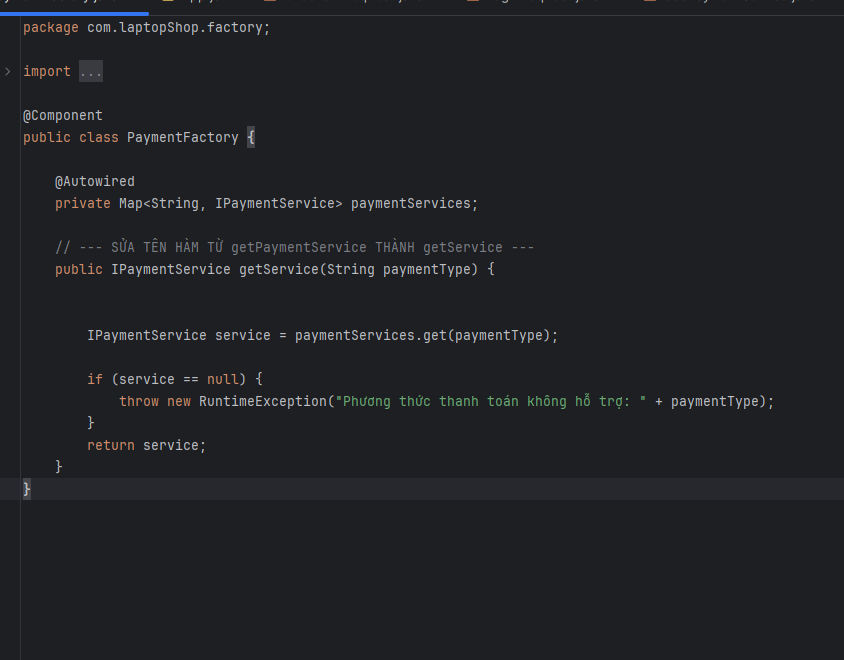 package com.laptopShop.factory;
import ...
@Component
public class PaymentFactory {
@Autowired
private Map<String, IPaymentService> paymentServices;
// --- SỬA TÊN HÀM TỪ getPaymentService THÀNH getService ---
public IPaymentService getService(String paymentType) {
IPaymentService service = paymentServices.get(paymentType);
if (service == null) {
throw new RuntimeException("Phương thức thanh toán không hỗ trợ: " + paymentType);
}
return service;
}
}